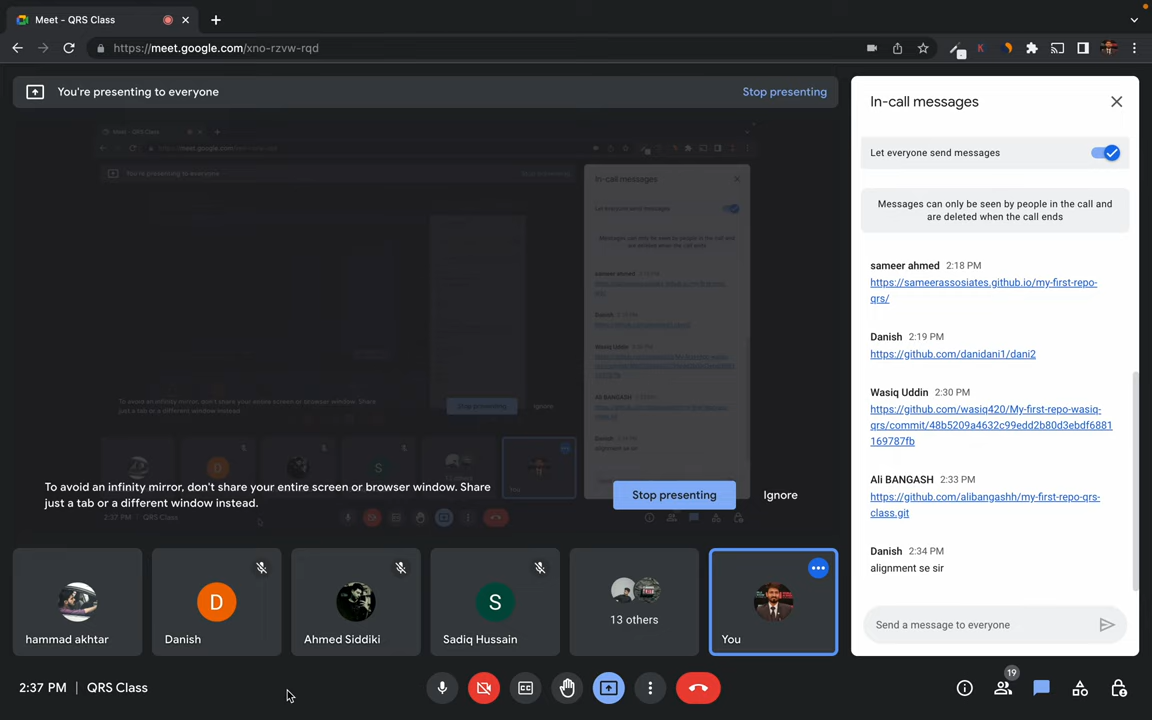 Meet - QRS Class
https://meet.google.com/xno-rzvw-rqd
You're presenting to everyone
Stop presenting
To avoid an infinity mirror, don't share your entire screen or browser window. Share
just a tab or a different window instead.
Stop presenting
Ignore
hammad akhtar
D
Danish
Ahmed Siddiki
S
Sadiq Hussain
13 others
You
2:37 PM | QRS Class
In-call messages
Let everyone send messages
Messages can only be seen by people in the call and
are deleted when the call ends
sameer ahmed 2:18 PM
https://sameerassosiates.github.io/my-first-repo-
qrs/
Danish 2:19 PM
https://github.com/danidani1/dani2
Wasiq Uddin 2:30 PM
https://github.com/wasiq420/My-first-repo-wasiq-
qrs/commit/48b5209a4632c99edd2b80d3ebdf6881
169787fb
Ali BANGASH 2:33 PM
https://github.com/alibangashh/my-first-repo-qrs-
class.git
Danish 2:34 PM
alignment se sir
Send a message to everyone
19